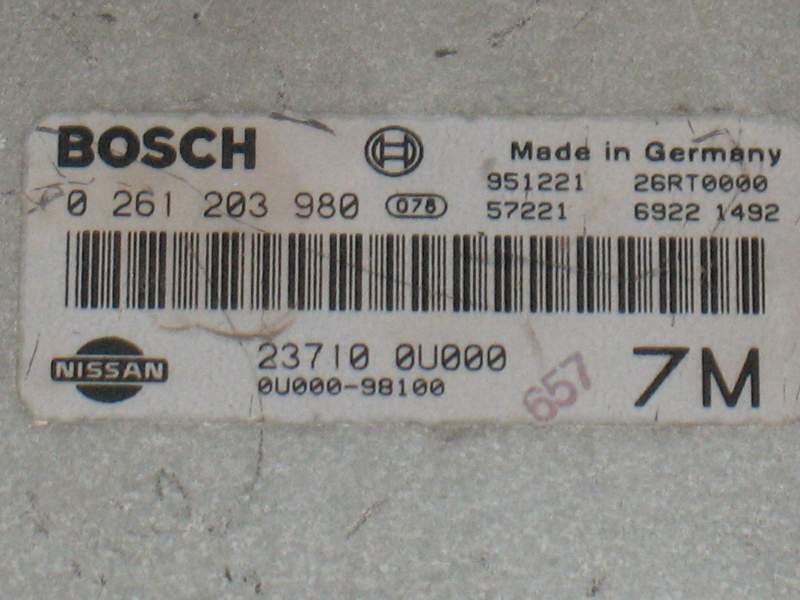 BOSCH
Made in Germany
951221 26RT0000
0 261 203 980 078
57221 6922 1492
NISSAN
23710 0U000
0U000-98100
657
7M